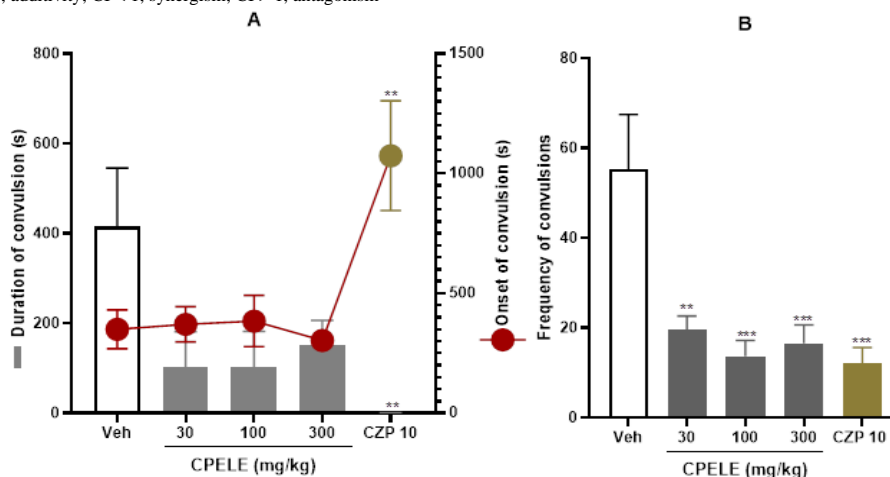 A
B
800
600
400
200
0
Duration of convulsion (s)
1500
1000
500
0
Onset of convulsion (s)
**
**
Veh
30
100
300
CZP 10
CPELE (mg/kg)
80
60
40
20
0
Frequency of convulsions
**
***
***
***
Veh
30
100
300
CZP 10
CPELE (mg/kg)